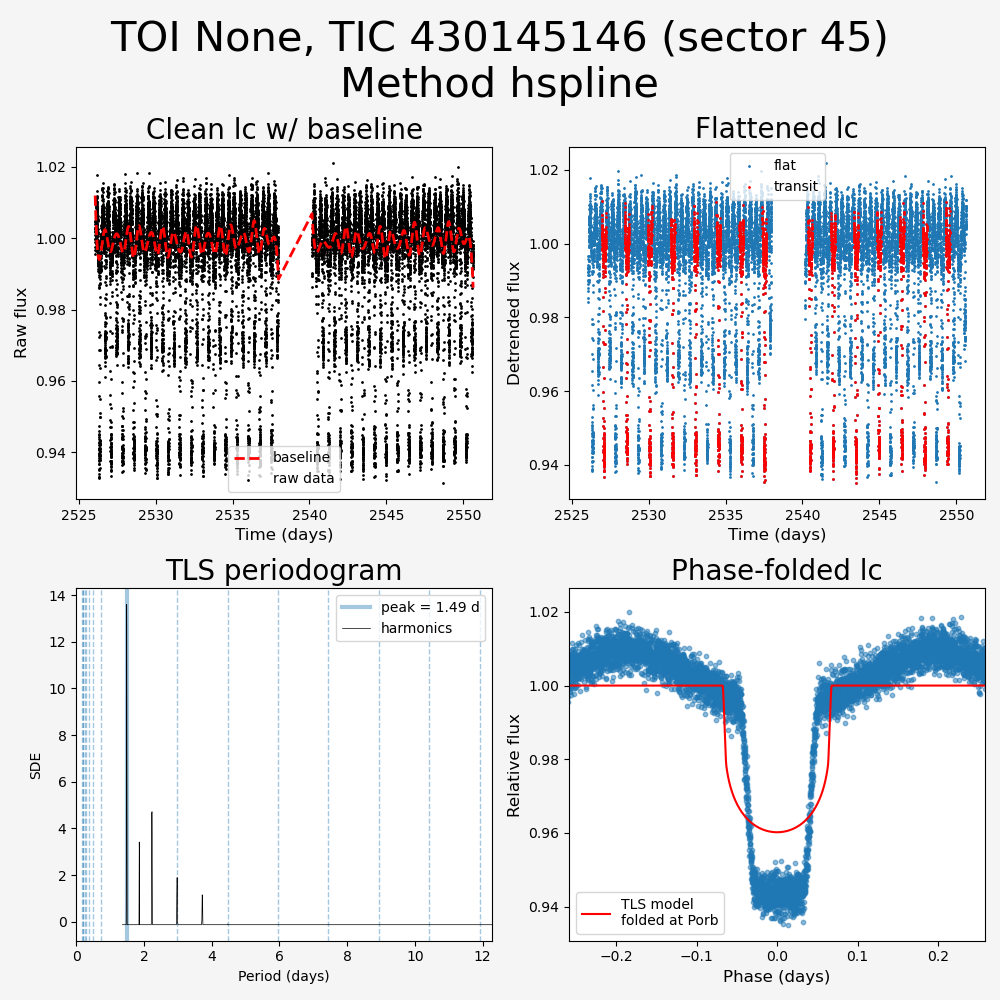 TOI None, TIC 430145146 (sector 45)
Method hspline
Clean lc w/ baseline
Raw flux
1.02
1.00
0.98
0.96
0.94
baseline
raw data
2525
2530
2535
2540
2545
2550
Time (days)
Flattened lc
Detrended flux
1.02
1.00
0.98
0.96
0.94
flat
transit
2525
2530
2535
2540
2545
2550
Time (days)
TLS periodogram
SDE
14
12
10
8
6
4
2
0
peak = 1.49 d
harmonics
0
2
4
6
8
10
12
Period (days)
Phase-folded lc
Relative flux
1.02
1.00
0.98
0.96
0.94
TLS model
folded at Porb
−0.2
−0.1
0.0
0.1
0.2
Phase (days)